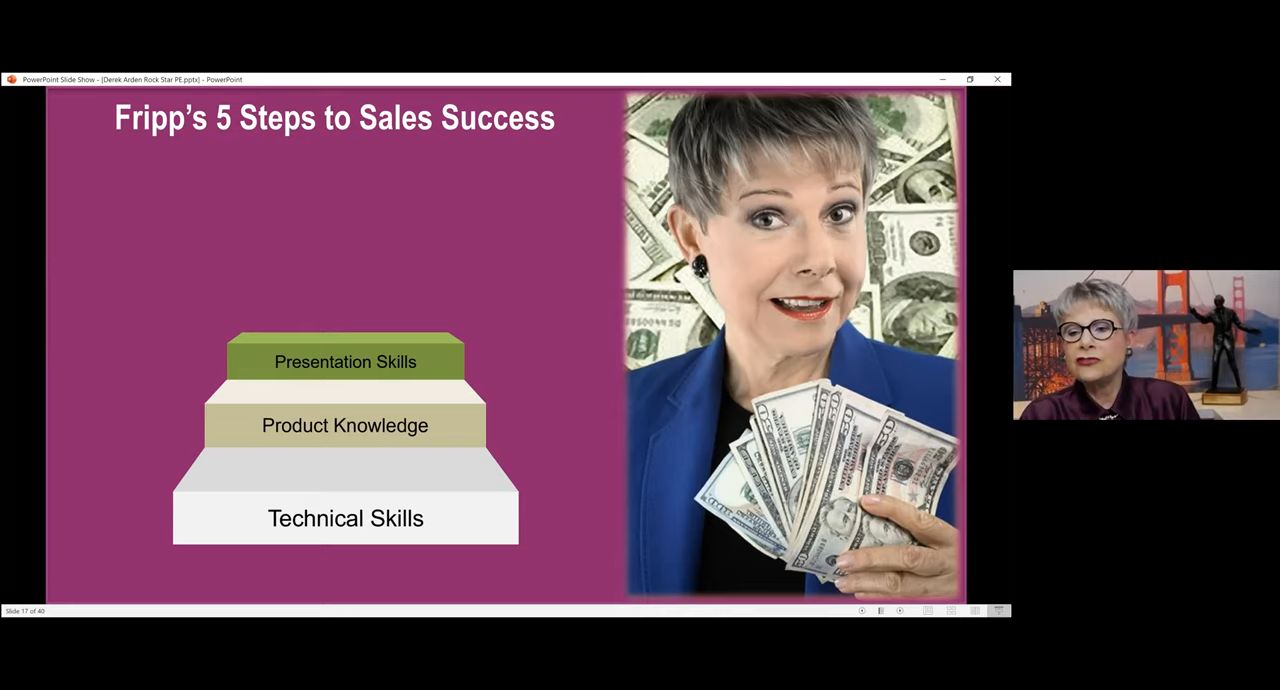 PowerPoint Slide Show - [Derek Arden Rock Star PE.pptx] - PowerPoint
Fripp's 5 Steps to Sales Success
Presentation Skills
Product Knowledge
Technical Skills
Slide 17 of 40